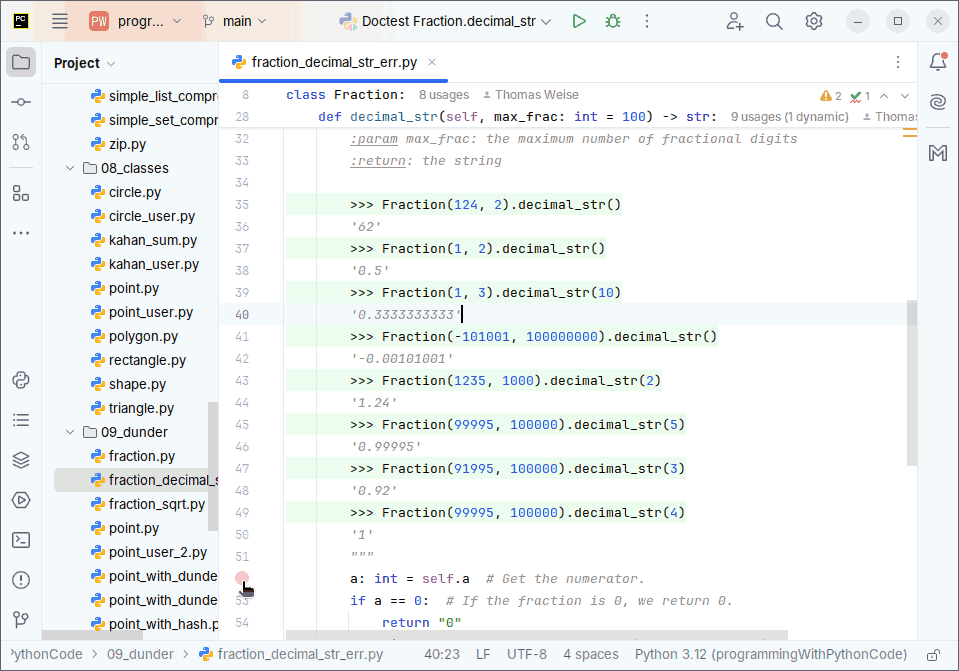 PC PW progr... main Doctest Fraction.decimal_str
Project fraction_decimal_str_err.py
simple_list_compr
simple_set_compr
zip.py
08_classes
circle.py
circle_user.py
kahan_sum.py
kahan_user.py
point.py
point_user.py
polygon.py
rectangle.py
shape.py
triangle.py
09_dunder
fraction.py
fraction_decimal_s
fraction_sqrt.py
point.py
point_user_2.py
point_with_dunde
point_with_dunde
point_with_hash.p
8 class Fraction: 8 usages Thomas Weise 2 1
28 def decimal_str(self, max_frac: int = 100) -> str: 9 usages (1 dynamic) Thomas
32 :param max_frac: the maximum number of fractional digits
33 :return: the string
34
35 >>> Fraction(124, 2).decimal_str()
36 '62'
37 >>> Fraction(1, 2).decimal_str()
38 '0.5'
39 >>> Fraction(1, 3).decimal_str(10)
40 '0.3333333333'
41 >>> Fraction(-101001, 100000000).decimal_str()
42 '-0.00101001'
43 >>> Fraction(1235, 1000).decimal_str(2)
44 '1.24'
45 >>> Fraction(99995, 100000).decimal_str(5)
46 '0.99995'
47 >>> Fraction(91995, 100000).decimal_str(3)
48 '0.92'
49 >>> Fraction(99995, 100000).decimal_str(4)
50 '1'
51 """
a: int = self.a # Get the numerator.
53 if a == 0: # If the fraction is 0, we return 0.
54 return "0"
PythonCode > 09_dunder > fraction_decimal_str_err.py 40:23 LF UTF-8 4 spaces Python 3.12 (programmingWithPythonCode)